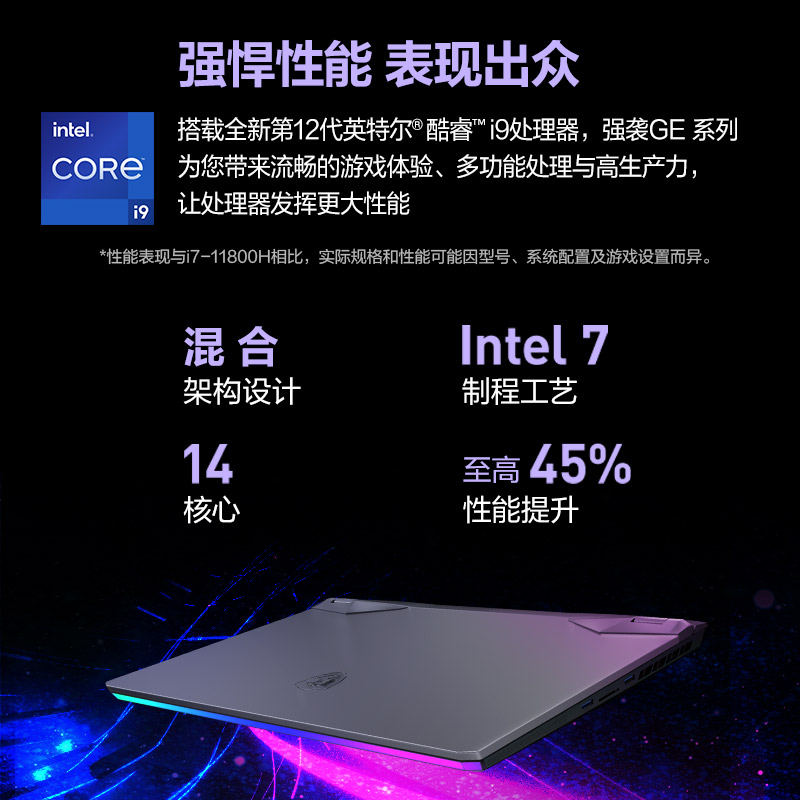 强悍性能 表现出众
intel.
CORE™
i9
搭载全新第12代英特尔®酷睿™ i9处理器，强袭GE 系列
为您带来流畅的游戏体验、多功能处理与高生产力，
让处理器发挥更大性能
*性能表现与i7-11800H相比，实际规格和性能可能因型号、系统配置及游戏设置而异。
混合
架构设计
Intel 7
制程工艺
14
核心
至高 45%
性能提升